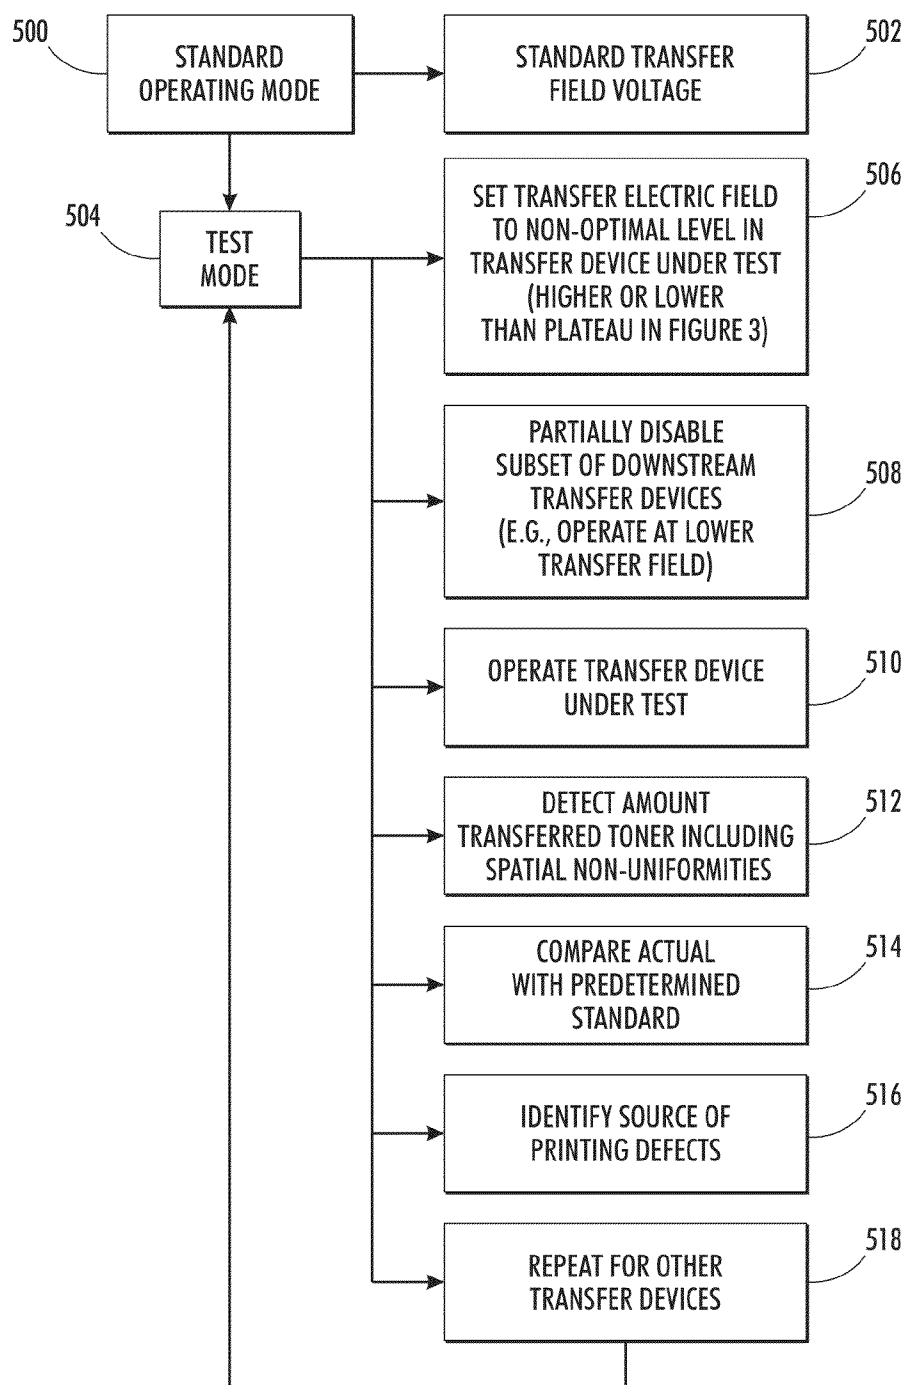 500
STANDARD
OPERATING MODE
502
STANDARD TRANSFER
FIELD VOLTAGE
504
TEST
MODE
506
SET TRANSFER ELECTRIC FIELD
TO NON-OPTIMAL LEVEL IN
TRANSFER DEVICE UNDER TEST
(HIGHER OR LOWER
THAN PLATEAU IN FIGURE 3)
508
PARTIALLY DISABLE
SUBSET OF DOWNSTREAM
TRANSFER DEVICES
(E.G., OPERATE AT LOWER
TRANSFER FIELD)
510
OPERATE TRANSFER DEVICE
UNDER TEST
512
DETECT AMOUNT
TRANSFERRED TONER INCLUDING
SPATIAL NON-UNIFORMITIES
514
COMPARE ACTUAL
WITH PREDETERMINED
STANDARD
516
IDENTIFY SOURCE OF
PRINTING DEFECTS
518
REPEAT FOR OTHER
TRANSFER DEVICES